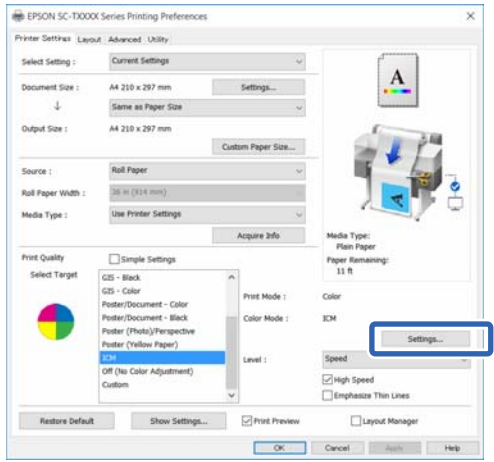 EPSON SC-TXXXX Series Printing Preferences
Printer Settings Layout Advanced Utility
Select Setting : Current Settings
Document Size : A4 210 x 297 mm Settings...
Same as Paper Size
Output Size : A4 210 x 297 mm
Custom Paper Size...
Source : Roll Paper
Roll Paper Width : 36 in (914 mm)
Media Type : Use Printer Settings
Acquire Info
A
Media Type:
Plain Paper
Paper Remaining:
11 ft
Print Quality Simple Settings
Select Target
GIS - Black
GIS - Color
Poster/Document - Color
Poster/Document - Black
Poster (Photo)/Perspective
Poster (Yellow Paper)
ICM
Off (No Color Adjustment)
Custom
Print Mode : Color
Color Mode : ICM
Settings...
Level : Speed
High Speed
Emphasize Thin Lines
Restore Default Show Settings... Print Preview Layout Manager
OK Cancel Apply Help